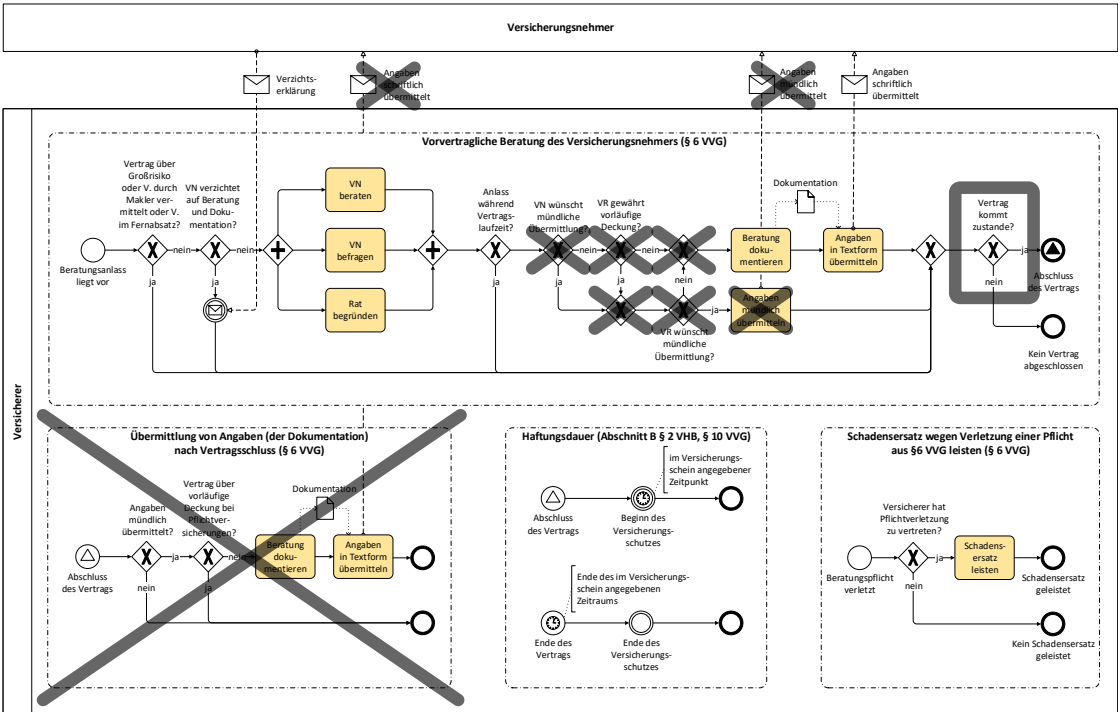 Versicherungsnehmer
Verzichts-
erklärung
Angaben
schriftlich
übermittelt
Angaben
mündlich
übermittelt
Angaben
schriftlich
übermittelt
Versicherer
Vorvertragliche Beratung des Versicherungsnehmers (§ 6 VVG)
Beratungsanlass
liegt vor
Vertrag über
Großrisiko
oder V. durch
Makler ver-
mittelt oder V.
im Fernabsatz?
nein
ja
VN verzichtet
auf Beratung
und Doku-
mentation?
nein
ja
VN
beraten
VN
befragen
Rat
begründen
Anlass
während
Vertrags-
laufzeit?
ja
VN wünscht
mündliche
Übermittlung?
nein
ja
VR gewährt
vorläufige
Deckung?
nein
ja
nein
VR wünscht
mündliche
Übermittlung?
ja
Dokumentation
Beratung
doku-
mentieren
Angaben
in Textform
übermitteln
Angaben
mündlich
übermitteln
Vertrag
kommt
zustande?
ja
nein
Abschluss
des Vertrags
Kein Vertrag
abgeschlossen
Übermittlung von Angaben (der Dokumentation)
nach Vertragsschluss (§ 6 VVG)
Abschluss
des Vertrags
Angaben
mündlich
übermittelt?
ja
nein
Vertrag über
vorläufige
Deckung bei
Pflichtver-
sicherungen?
nein
ja
Dokumentation
Beratung
doku-
mentieren
Angaben
in Textform
übermitteln
Haftungsdauer (Abschnitt B § 2 VHB, § 10 VVG)
im Versicherungs-
schein angegebener
Zeitpunkt
Abschluss
des Vertrags
Beginn des
Versicherungs-
schutzes
Ende des im Versicherungs-
schein angegebenen
Zeitraums
Ende des
Vertrags
Ende des
Versicherungs-
schutzes
Schadensersatz wegen Verletzung einer Pflicht
aus §6 VVG leisten (§ 6 VVG)
Beratungspflicht
verletzt
Versicherer hat
Pflichtverletzung
zu vertreten?
ja
nein
Schadens-
ersatz
leisten
Schadensersatz
geleistet
Kein Schadensersatz
geleistet